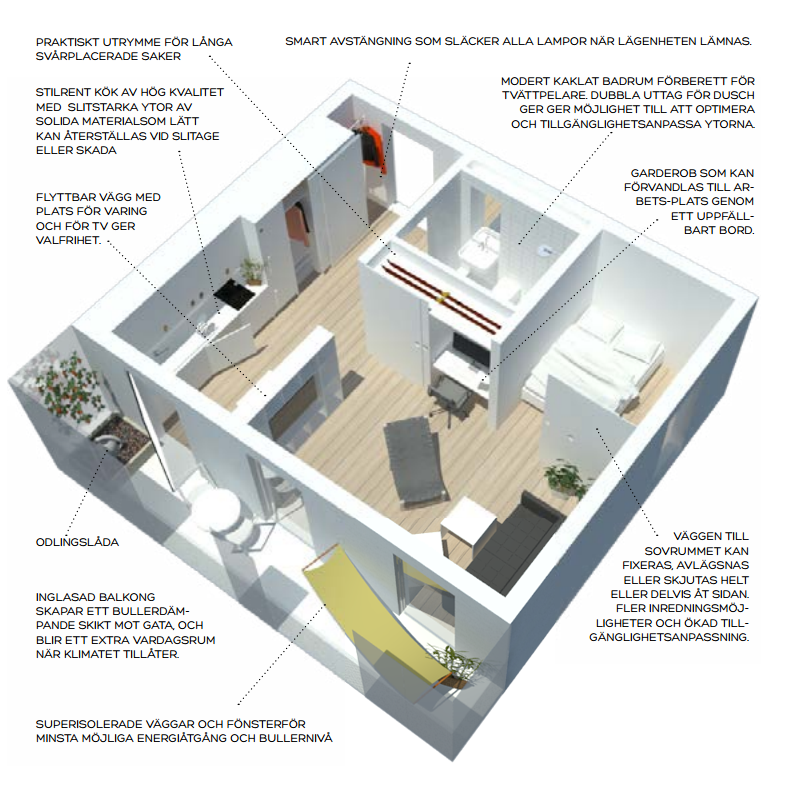 PRAKTISKT UTRYMME FÖR LÅNGA
SVÅRPLACERADE SAKER
SMART AVSTÄNGNING SOM SLÄCKER ALLA LAMPOR NÄR LÄGENHETEN LÄMNAS.
STILRENT KÖK AV HÖG KVALITET
MED SLITSTARKA YTOR AV
SOLIDA MATERIALSOM LÄTT
KAN ÅTERSTÄLLAS VID SLITAGE
ELLER SKADA
MODERT KAKLAT BADRUM FÖRBERETT FÖR
TVÄTTPELARE. DUBBLA UTTAG FÖR DUSCH
GER GER MÖJLIGHET TILL ATT OPTIMERA
OCH TILLGÄNGLIGHETSANPASSA YTORNA.
GARDEROB SOM KAN
FÖRVANDLAS TILL AR-
BETS-PLATS GENOM
ETT UPPFÄLL-
BART BORD.
FLYTTBAR VÄGG MED
PLATS FÖR VARING
OCH FÖR TV GER
VALFRIHET.
ODLINGSLÅDA
VÄGGEN TILL
SOVRUMMET KAN
FIXERAS, AVLÄGSNAS
ELLER SKJUTAS HELT
ELLER DELVIS ÅT SIDAN.
FLER INREDNINGSMÖJ-
LIGHETER OCH ÖKAD TILL-
GÄNGLIGHETSANPASSNING.
INGLASAD BALKONG
SKAPAR ETT BULLERDÄM-
PANDE SKIKT MOT GATA, OCH
BLIR ETT EXTRA VARDAGSRUM
NÄR KLIMATET TILLÅTER.
SUPERISOLERADE VÄGGAR OCH FÖNSTERFÖR
MINSTA MÖJLIGA ENERGIÅTGÅNG OCH BULLERNIVÅ